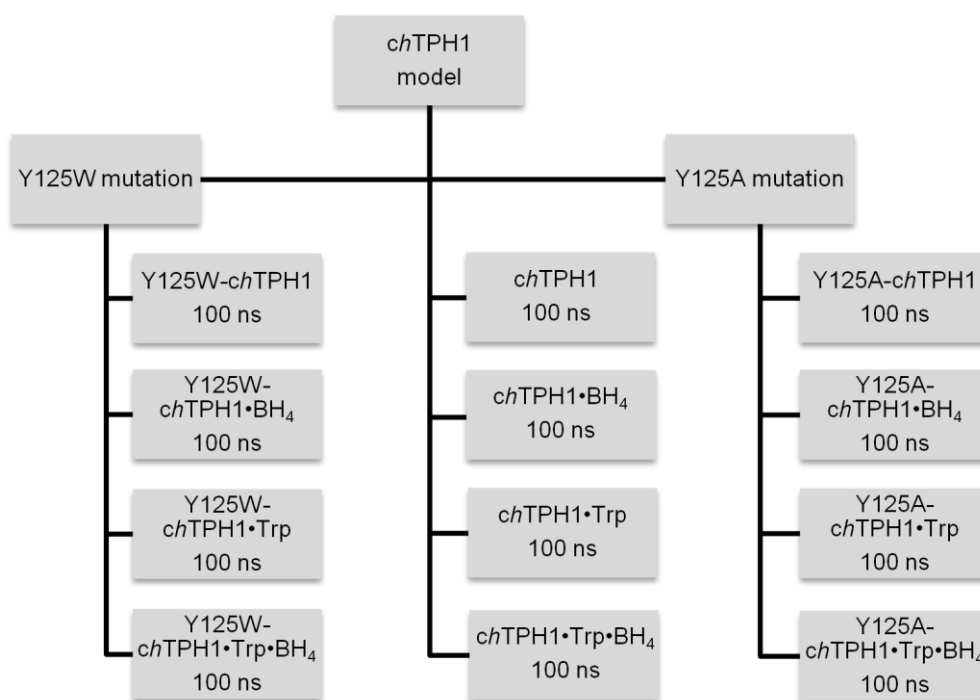 chTPH1
model
Y125W mutation
Y125A mutation
Y125W-chTPH1
100 ns
Y125W-
chTPH1•BH₄
100 ns
Y125W-
chTPH1•Trp
100 ns
Y125W-
chTPH1•Trp•BH₄
100 ns
chTPH1
100 ns
chTPH1•BH₄
100 ns
chTPH1•Trp
100 ns
chTPH1•Trp•BH₄
100 ns
Y125A-chTPH1
100 ns
Y125A-
chTPH1•BH₄
100 ns
Y125A-
chTPH1•Trp
100 ns
Y125A-
chTPH1•Trp•BH₄
100 ns